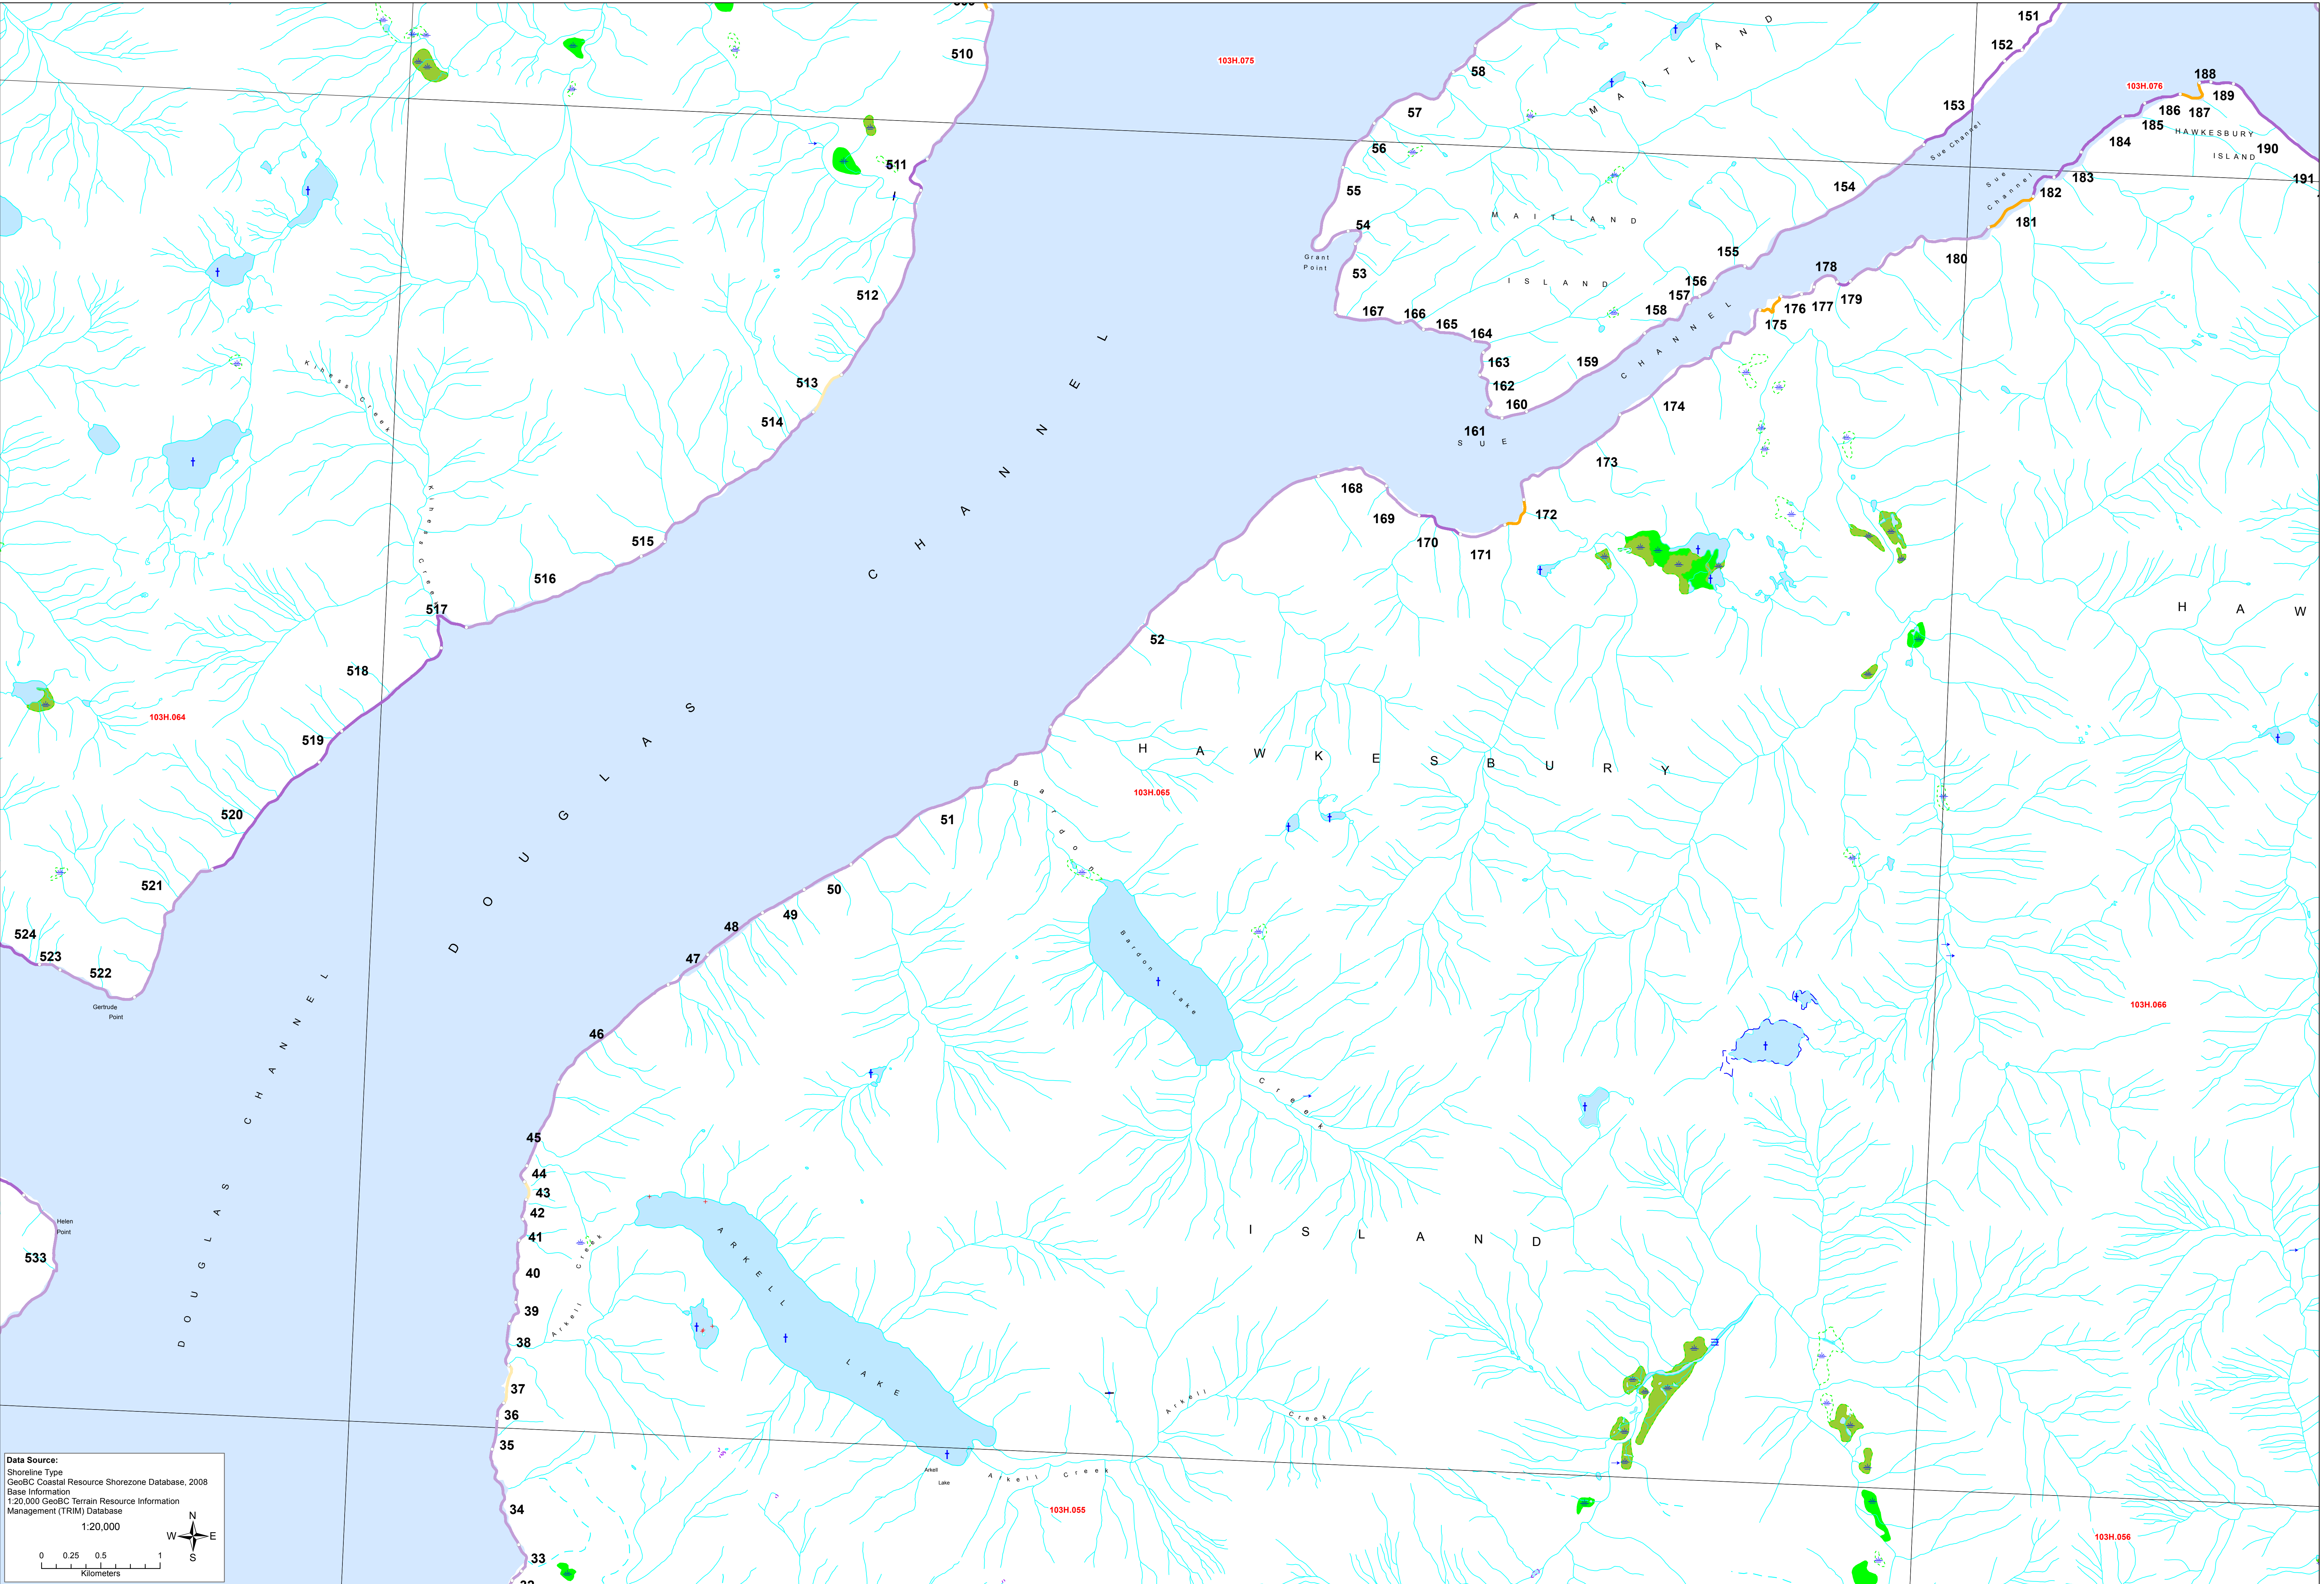 151
510
152
103H.075
MAITLAND
58
188
103H.076
189
153
57
186
187
185
HAWKESBURY
184
190
ISLAND
Sue Channel
56
511
154
183
191
Sue
Channel
182
55
MAITLAND
54
181
155
180
Grant
Point
53
178
ISLAND
156
157
179
512
167
166
165
158
176
177
175
164
CHANNEL
163
159
Kihess Creek
513
162
160
174
514
161
SUE
173
168
169
172
170
171
515
516
Kihess Creek
517
52
HAW
518
103H.064
519
HAWKESBURY
103H.065
520
51
Bardon
521
50
49
48
524
523
47
522
Bardon Lake
Gertrude
Point
DOUGLAS CHANNEL
103H.066
46
Creek
45
44
43
42
41
Helen
Point
533
ISLAND
40
39
38
Arkell Creek
ARKELL LAKE
DOUGLAS CHANNEL
37
36
35
Arkell
Creek
Arkell
Lake
Arkell Creek
34
103H.055
103H.056
33
Data Source:
Shoreline Type
GeoBC Coastal Resource Shorezone Database, 2008
Base Information
1:20,000 GeoBC Terrain Resource Information
Management (TRIM) Database
1:20,000
N
W E
S
0 0.25 0.5 1
Kilometers